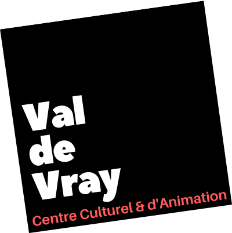 Val
de
Vray
Centre Culturel & d'Animation